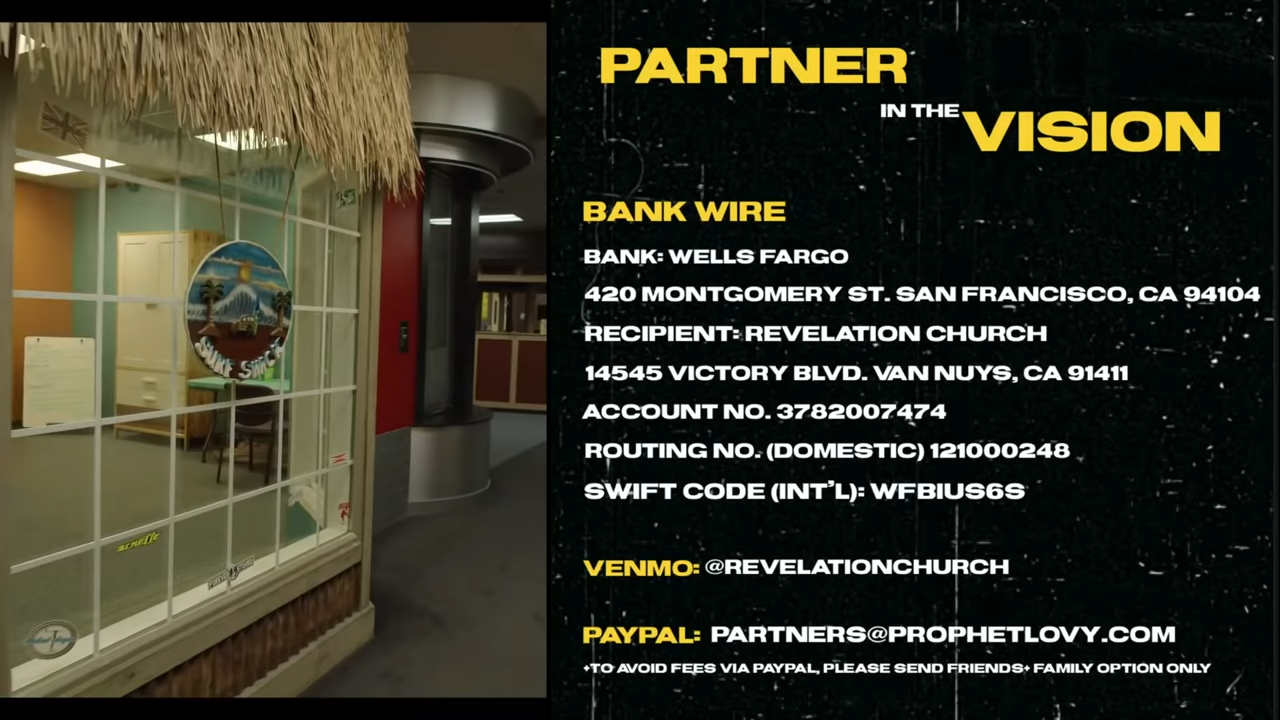 PARTNER
IN THE
VISION
BANK WIRE
BANK: WELLS FARGO
420 MONTGOMERY ST. SAN FRANCISCO, CA 94104
RECIPIENT: REVELATION CHURCH
14545 VICTORY BLVD. VAN NUYS, CA 91411
ACCOUNT NO. 3782007474
ROUTING NO. (DOMESTIC) 121000248
SWIFT CODE (INT'L): WFBIUS6S
VENMO: @REVELATIONCHURCH
PAYPAL: PARTNERS@PROPHETLOVY.COM
+TO AVOID FEES VIA PAYPAL, PLEASE SEND FRIENDS+ FAMILY OPTION ONLY
SURF SHACK